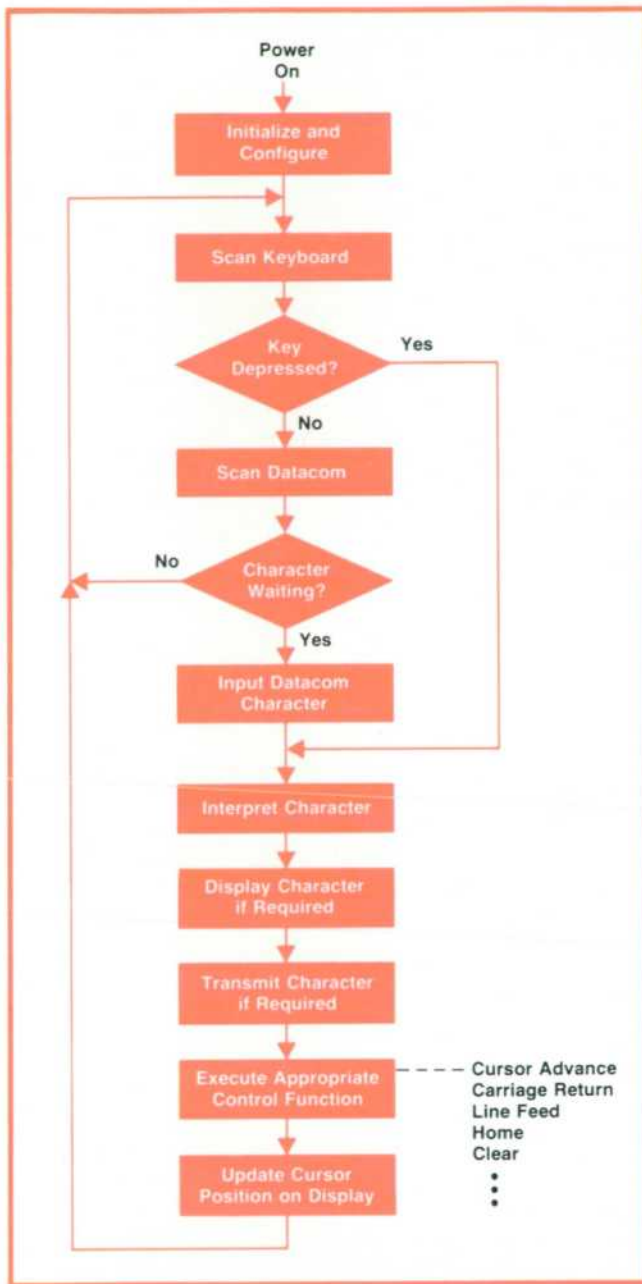 Power
On
Initialize and
Configure
Scan Keyboard
Key
Depressed?
Yes
No
Scan Datacom
No
Character
Waiting?
Yes
Input Datacom
Character
Interpret Character
Display Character
if Required
Transmit Character
if Required
Execute Appropriate
Control Function
Cursor Advance
Carriage Return
Line Feed
Home
Clear
Update Cursor
Position on Display